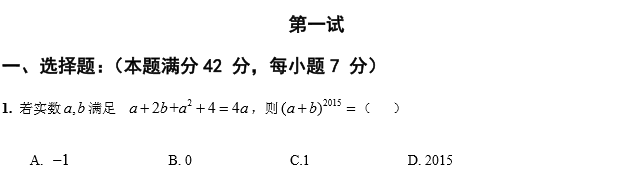 第一试
一、选择题：（本题满分 42 分，每小题 7 分）
1. 若实数 a,b 满足 a+2b+a²+4=4a，则 (a+b)²⁰¹⁵ =（ ）
A. −1 B. 0 C.1 D. 2015